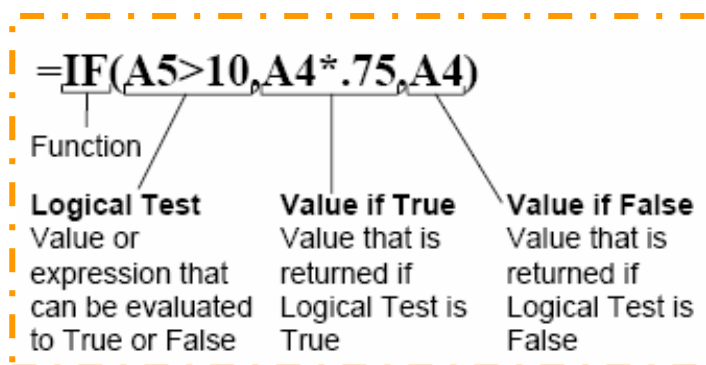 =IF(A5>10,A4*.75,A4)
Function
Logical Test
Value or
expression that
can be evaluated
to True or False
Value if True
Value that is
returned if
Logical Test is
True
Value if False
Value that is
returned if
Logical Test is
False